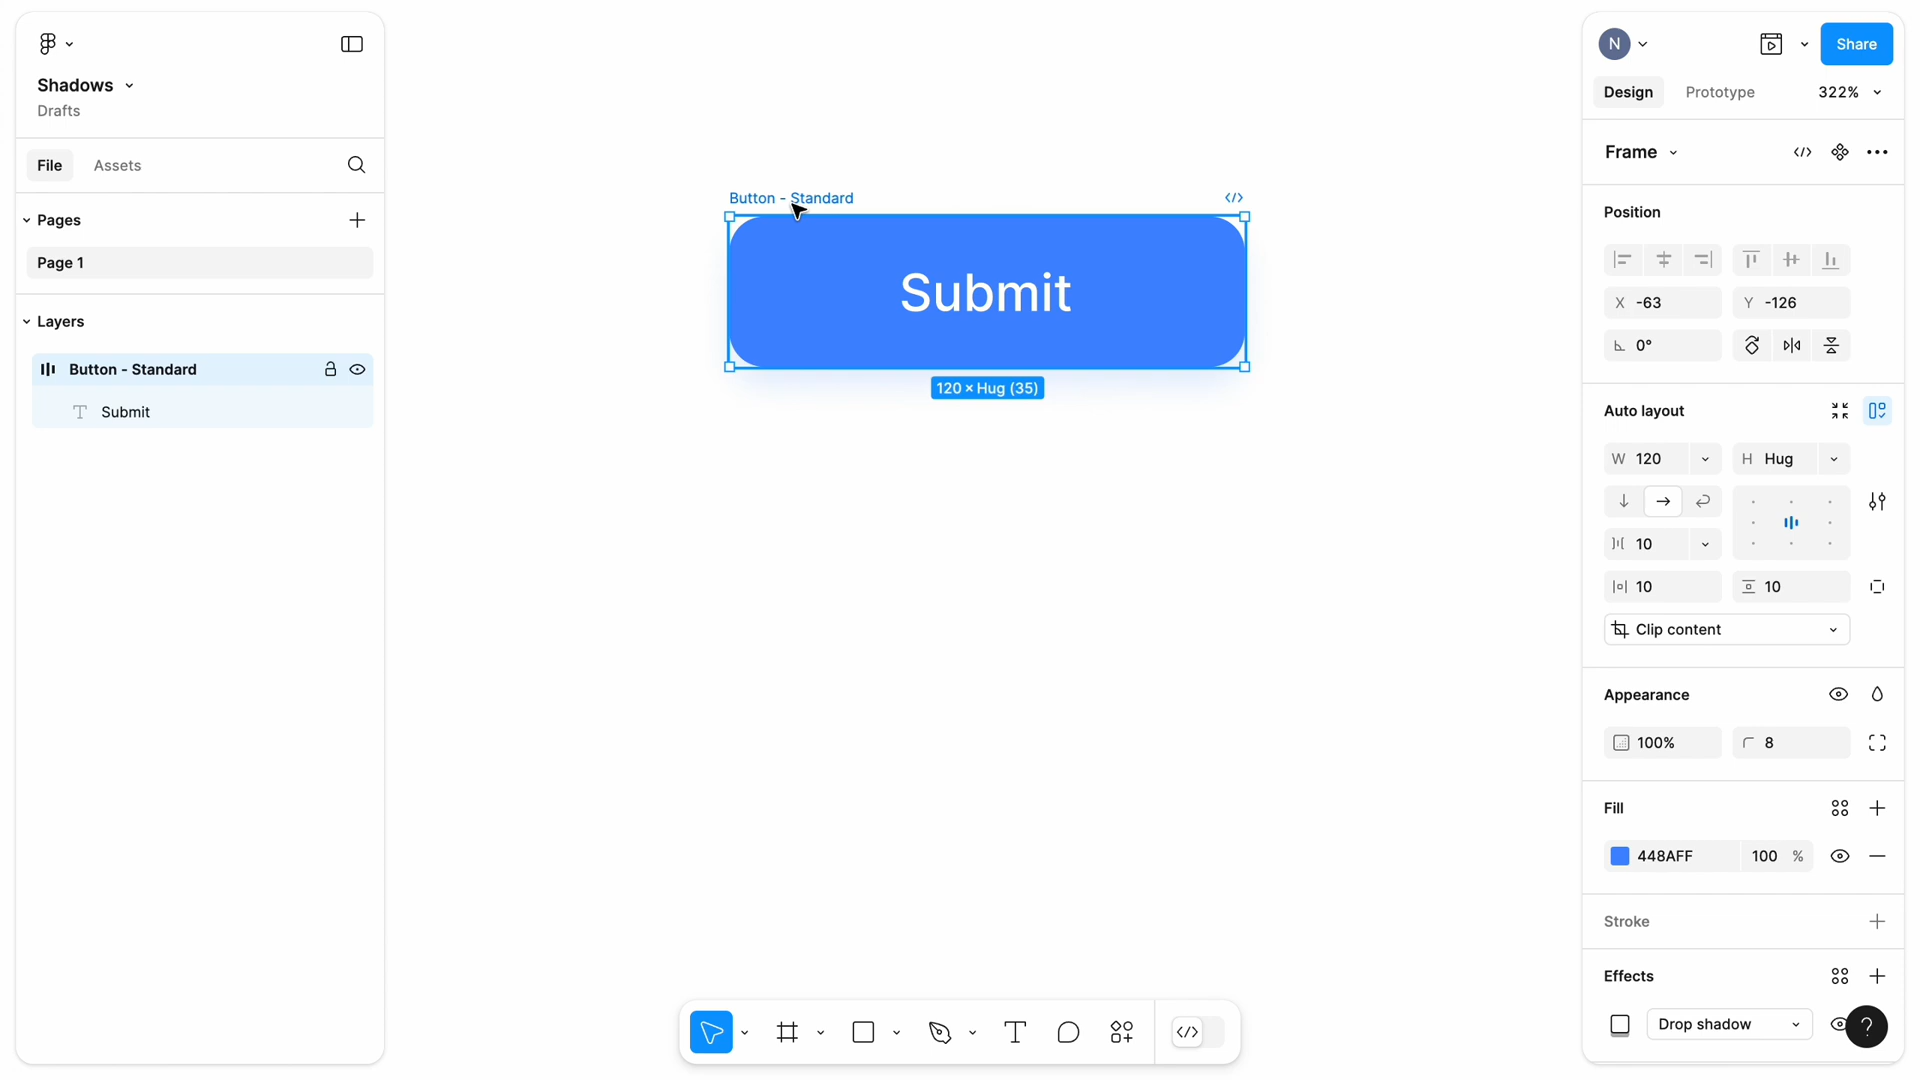 Shadows
Drafts
File Assets
Pages
Page 1
Layers
Button - Standard
Submit
Button - Standard
Submit
120 × Hug (35)
N
Share
Design Prototype 322%
Frame
Position
X -63 Y -126
0°
Auto layout
W 120 H Hug
10
10 10
Clip content
Appearance
100% 8
Fill
448AFF 100 %
Stroke
Effects
Drop shadow
?